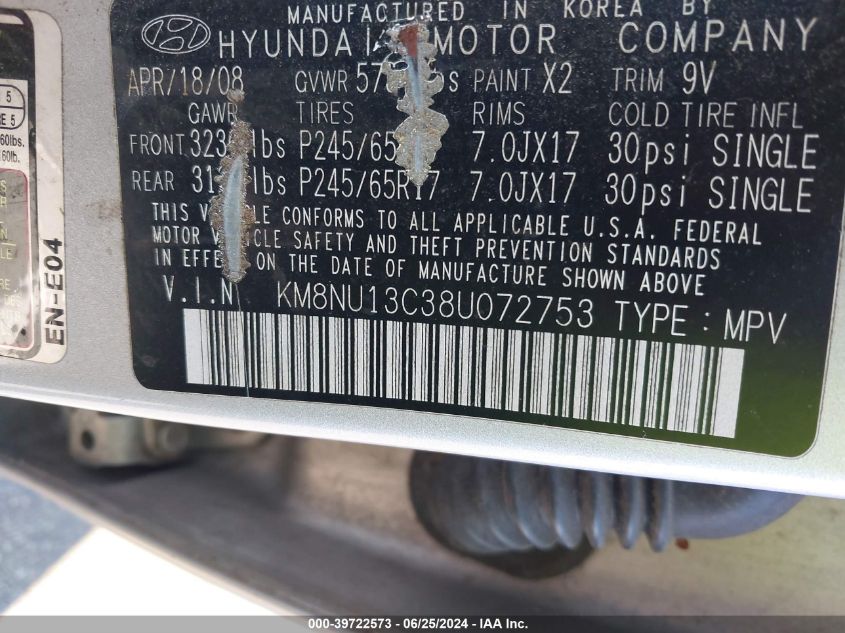 MANUFACTURED IN KOREA BY
HYUNDAI MOTOR COMPANY
APR/18/08 GVWR PAINT X2 TRIM 9V
GAWR TIRES RIMS COLD TIRE INFL
FRONT lbs P245/65 7.0JX17 30psi SINGLE
REAR lbs P245/65R17 7.0JX17 30psi SINGLE
THIS VEHICLE CONFORMS TO ALL APPLICABLE U.S.A. FEDERAL
MOTOR VEHICLE SAFETY AND THEFT PREVENTION STANDARDS
IN EFFECT ON THE DATE OF MANUFACTURE SHOWN ABOVE
V.I.N KM8NU13C38U072753 TYPE : MPV
EN-E04
000-39722573 - 06/25/2024 - IAA Inc.